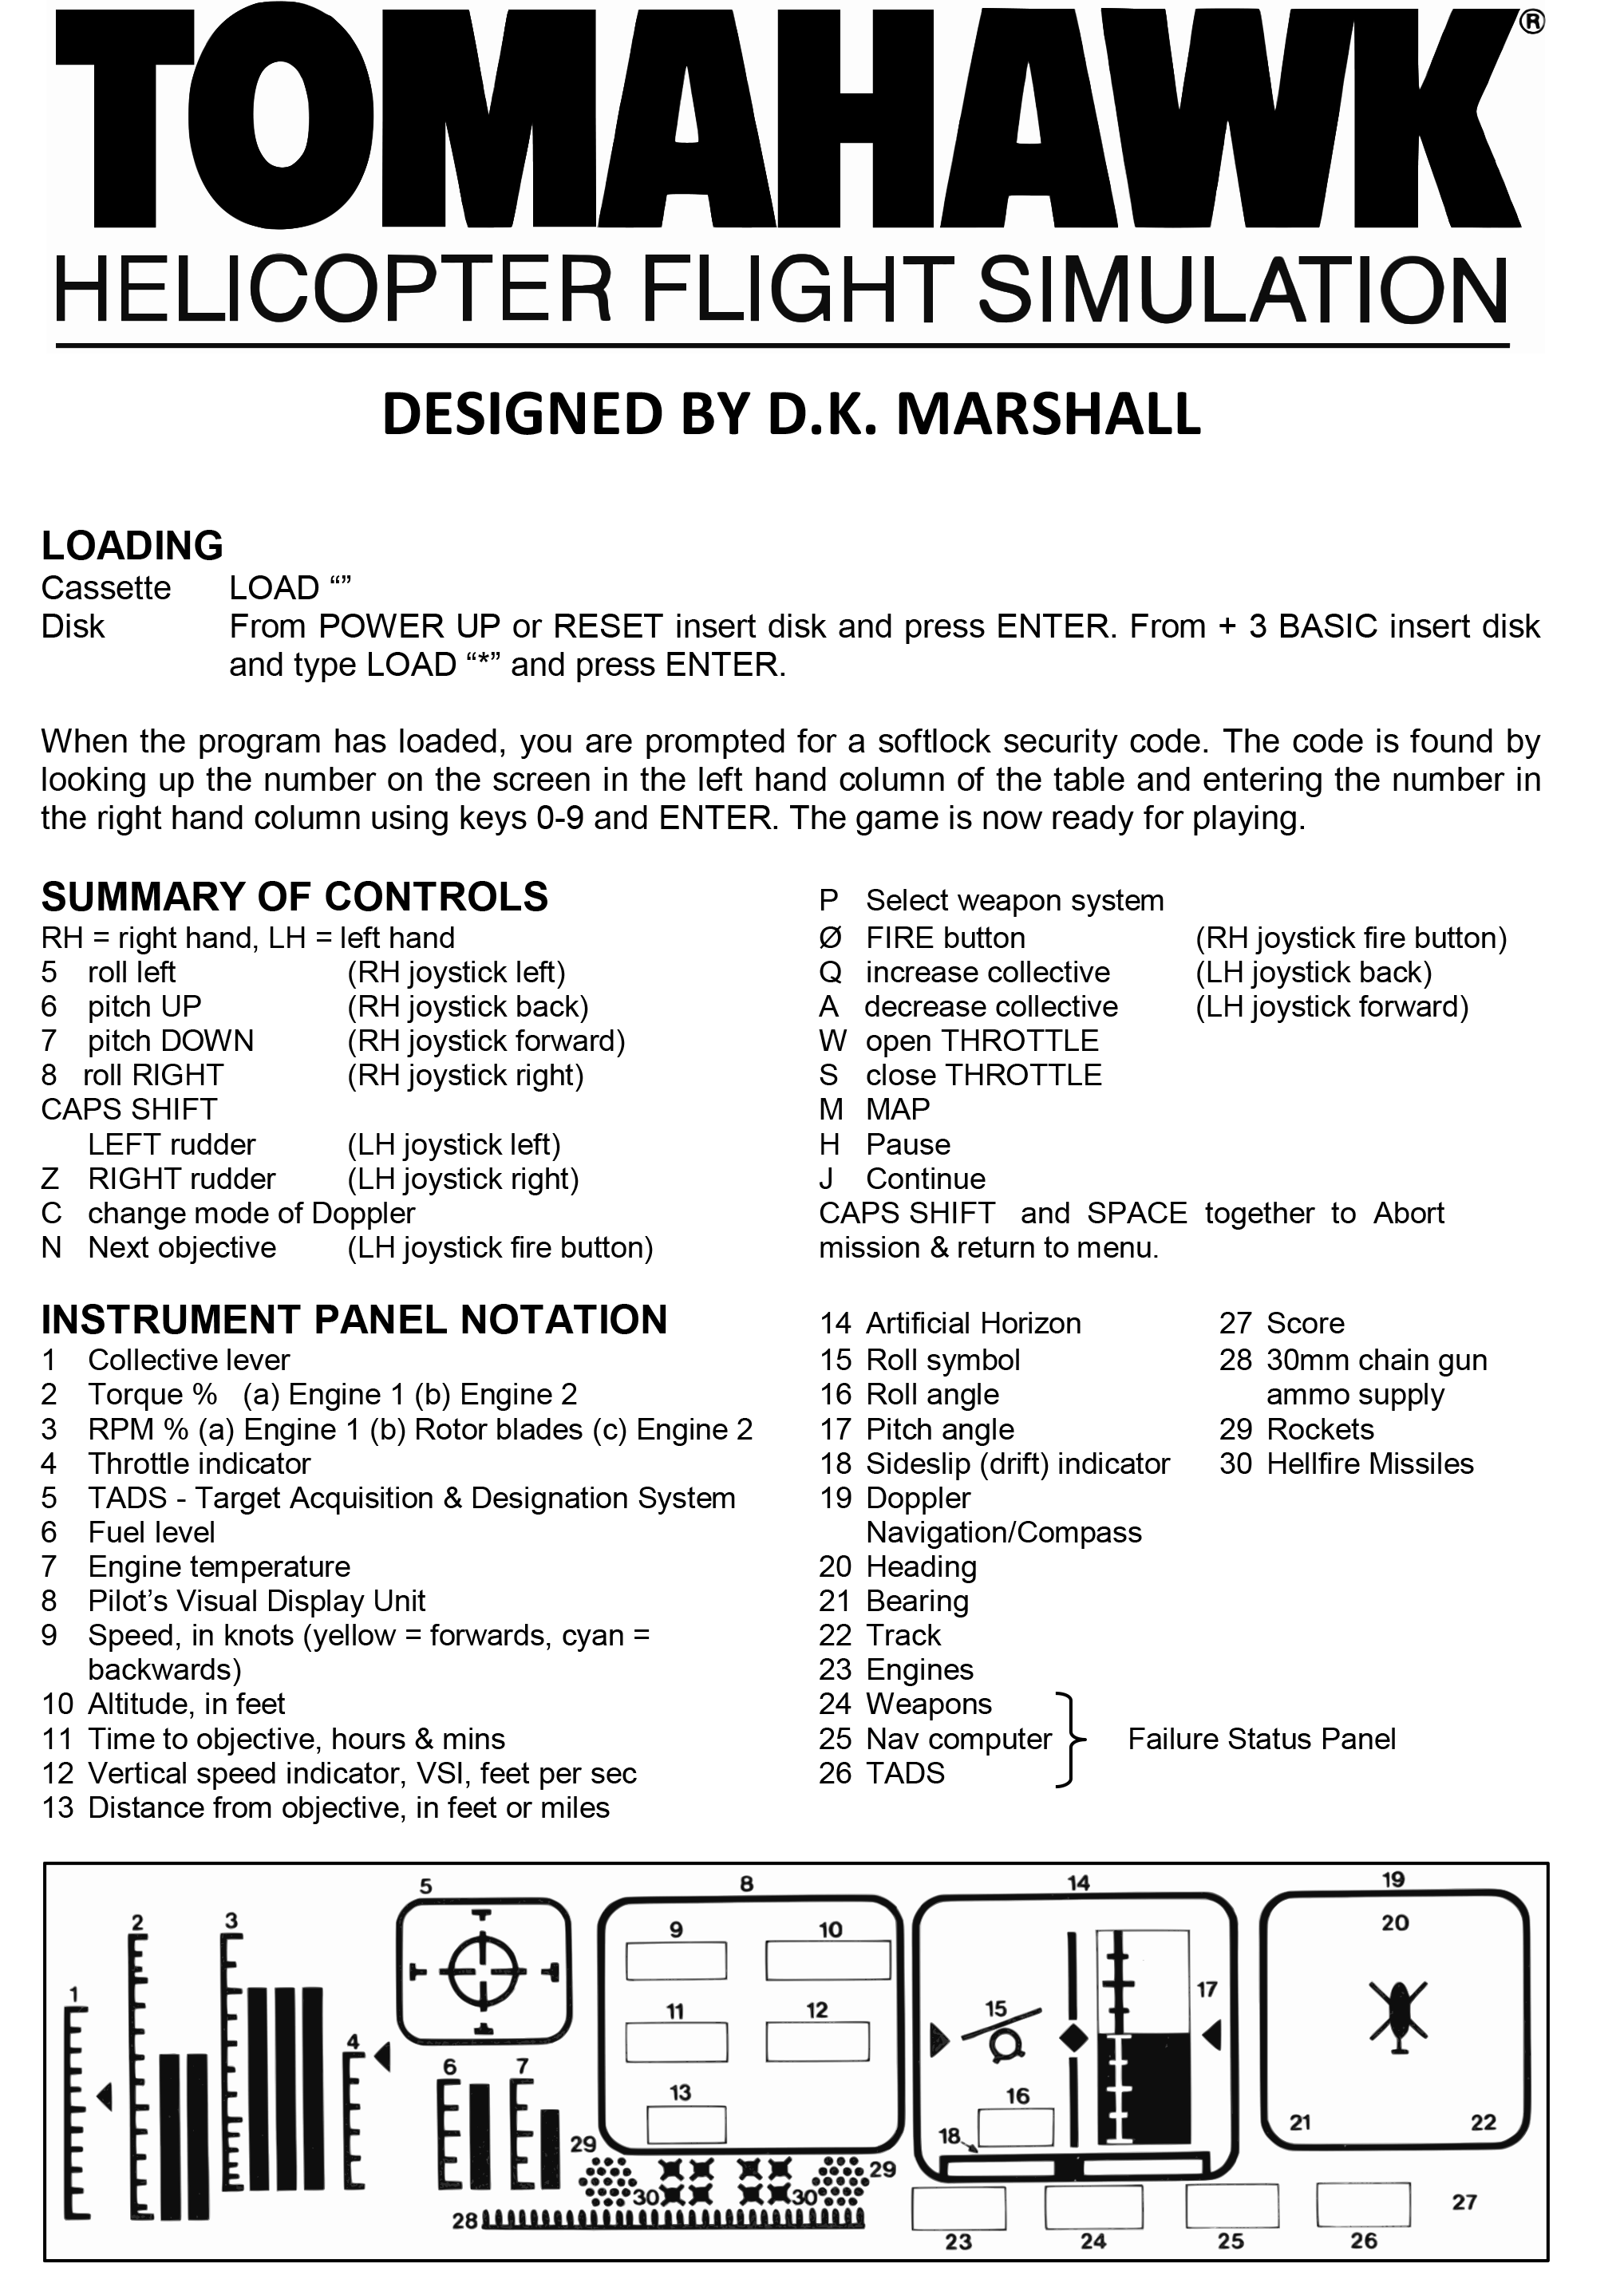 TOMAHAWK®
HELICOPTER FLIGHT SIMULATION
DESIGNED BY D.K. MARSHALL
LOADING
Cassette LOAD “”
Disk From POWER UP or RESET insert disk and press ENTER. From + 3 BASIC insert disk
and type LOAD “*” and press ENTER.
When the program has loaded, you are prompted for a softlock security code. The code is found by
looking up the number on the screen in the left hand column of the table and entering the number in
the right hand column using keys 0-9 and ENTER. The game is now ready for playing.
SUMMARY OF CONTROLS
RH = right hand, LH = left hand
5 roll left (RH joystick left)
6 pitch UP (RH joystick back)
7 pitch DOWN (RH joystick forward)
8 roll RIGHT (RH joystick right)
CAPS SHIFT
LEFT rudder (LH joystick left)
Z RIGHT rudder (LH joystick right)
C change mode of Doppler
N Next objective (LH joystick fire button)
P Select weapon system
Ø FIRE button (RH joystick fire button)
Q increase collective (LH joystick back)
A decrease collective (LH joystick forward)
W open THROTTLE
S close THROTTLE
M MAP
H Pause
J Continue
CAPS SHIFT and SPACE together to Abort
mission & return to menu.
INSTRUMENT PANEL NOTATION
1 Collective lever
2 Torque % (a) Engine 1 (b) Engine 2
3 RPM % (a) Engine 1 (b) Rotor blades (c) Engine 2
4 Throttle indicator
5 TADS - Target Acquisition & Designation System
6 Fuel level
7 Engine temperature
8 Pilot’s Visual Display Unit
9 Speed, in knots (yellow = forwards, cyan =
backwards)
10 Altitude, in feet
11 Time to objective, hours & mins
12 Vertical speed indicator, VSI, feet per sec
13 Distance from objective, in feet or miles
14 Artificial Horizon
15 Roll symbol
16 Roll angle
17 Pitch angle
18 Sideslip (drift) indicator
19 Doppler
Navigation/Compass
20 Heading
21 Bearing
22 Track
23 Engines
24 Weapons
25 Nav computer
26 TADS
Failure Status Panel
27 Score
28 30mm chain gun
ammo supply
29 Rockets
30 Hellfire Missiles
1
2
3
4
5
6
7
8
9
10
11
12
13
29
30
30
29
28
14
15
16
17
18
19
20
21
22
23
24
25
26
27